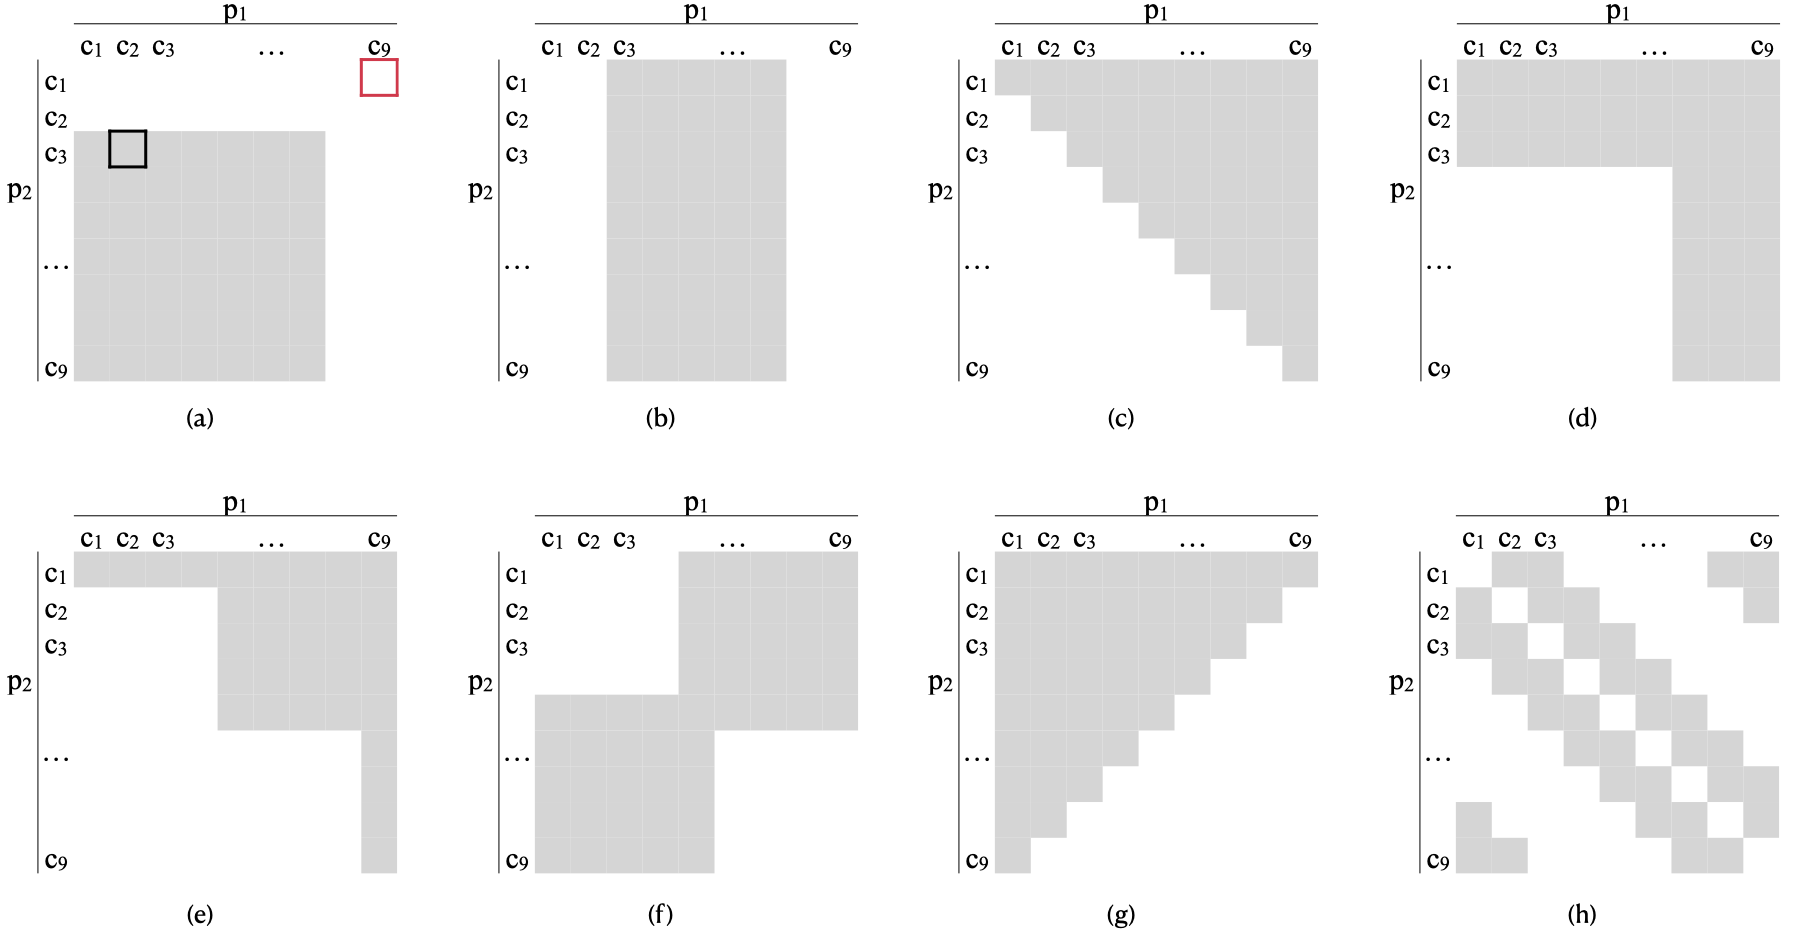 p1 p1 p1 p1
c1 c2 c3 … c9 c1 c2 c3 … c9 c1 c2 c3 … c9 c1 c2 c3 … c9
c1 c1 c1 c1
c2 c2 c2 c2
c3 c3 c3 c3
p2 p2 p2 p2
… … … …
c9 c9 c9 c9
(a) (b) (c) (d)
p1 p1 p1 p1
c1 c2 c3 … c9 c1 c2 c3 … c9 c1 c2 c3 … c9 c1 c2 c3 … c9
c1 c1 c1 c1
c2 c2 c2 c2
c3 c3 c3 c3
p2 p2 p2 p2
… … … …
c9 c9 c9 c9
(e) (f) (g) (h)